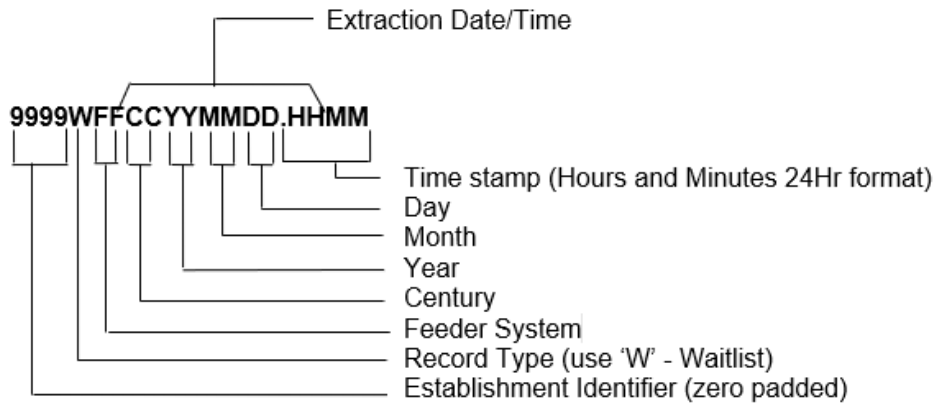 Extraction Date/Time
9999WFFCCYYMMDD.HHMM
Time stamp (Hours and Minutes 24Hr format)
Day
Month
Year
Century
Feeder System
Record Type (use ‘W’ - Waitlist)
Establishment Identifier (zero padded)